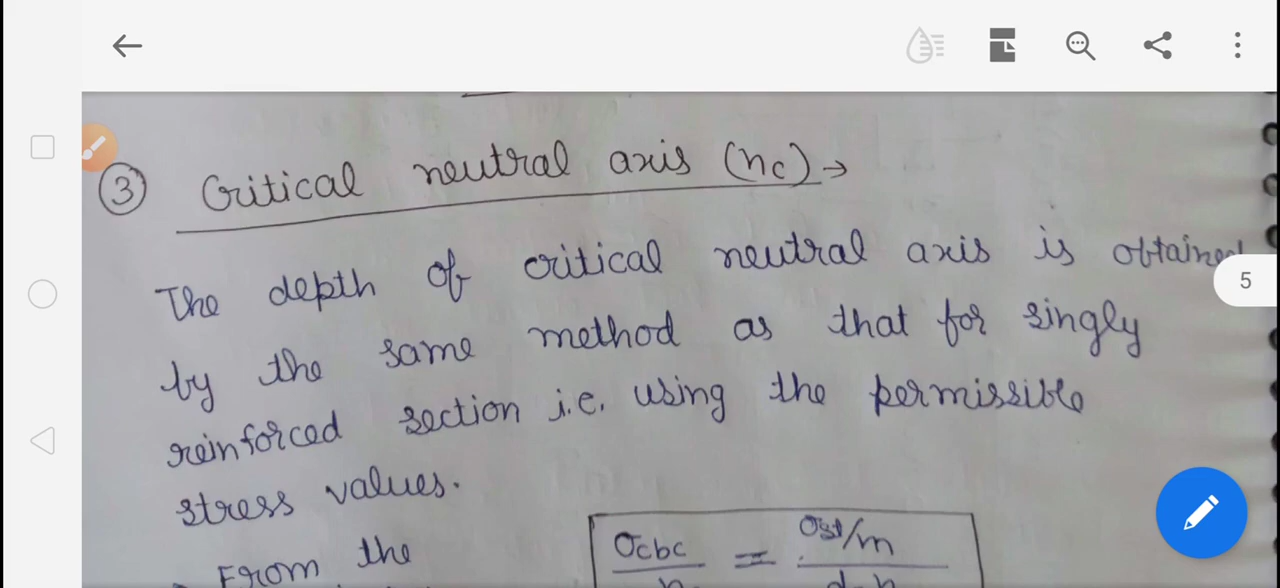 ③ Critical neutral axis (nc) →
5
The depth of critical neutral axis is obtained
by the same method as that for singly
reinforced section i.e. using the permissible
stress values.
From the
σcbc = σst/m